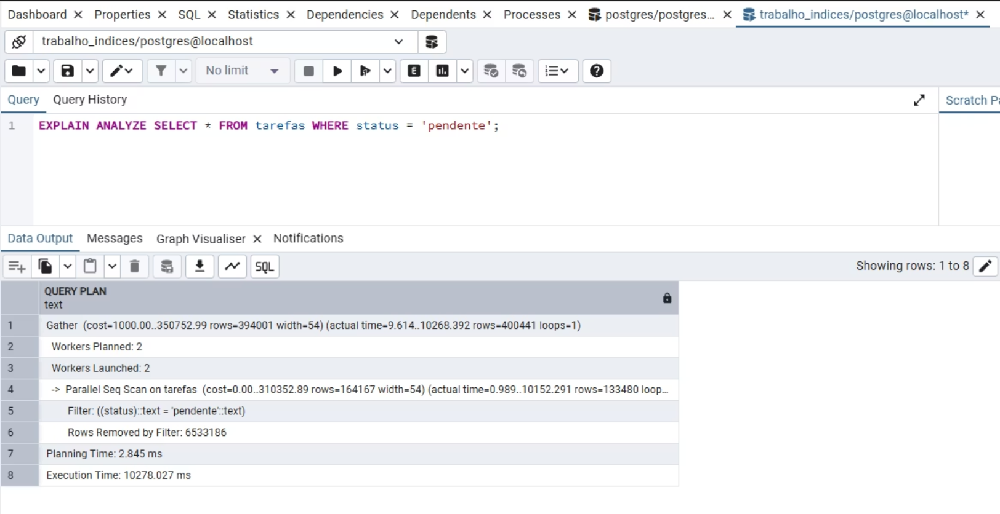 Dashboard Properties SQL Statistics Dependencies Dependents Processes postgres/postgres... trabalho_indices/postgres@localhost*
trabalho_indices/postgres@localhost
No limit
Query Query History Scratch Pa
1 EXPLAIN ANALYZE SELECT * FROM tarefas WHERE status = 'pendente';
Data Output Messages Graph Visualiser Notifications
SQL Showing rows: 1 to 8
QUERY PLAN
text
1 Gather (cost=1000.00..350752.99 rows=394001 width=54) (actual time=9.614..10268.392 rows=400441 loops=1)
2 Workers Planned: 2
3 Workers Launched: 2
4 -> Parallel Seq Scan on tarefas (cost=0.00..310352.89 rows=164167 width=54) (actual time=0.989..10152.291 rows=133480 loop...
5 Filter: ((status)::text = 'pendente'::text)
6 Rows Removed by Filter: 6533186
7 Planning Time: 2.845 ms
8 Execution Time: 10278.027 ms